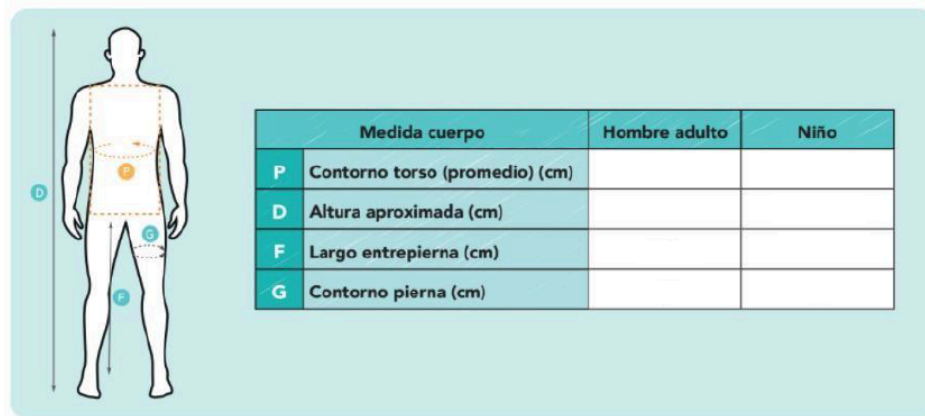 D
P
G
F
Medida cuerpo Hombre adulto Niño
P Contorno torso (promedio) (cm)
D Altura aproximada (cm)
F Largo entrepierna (cm)
G Contorno pierna (cm)